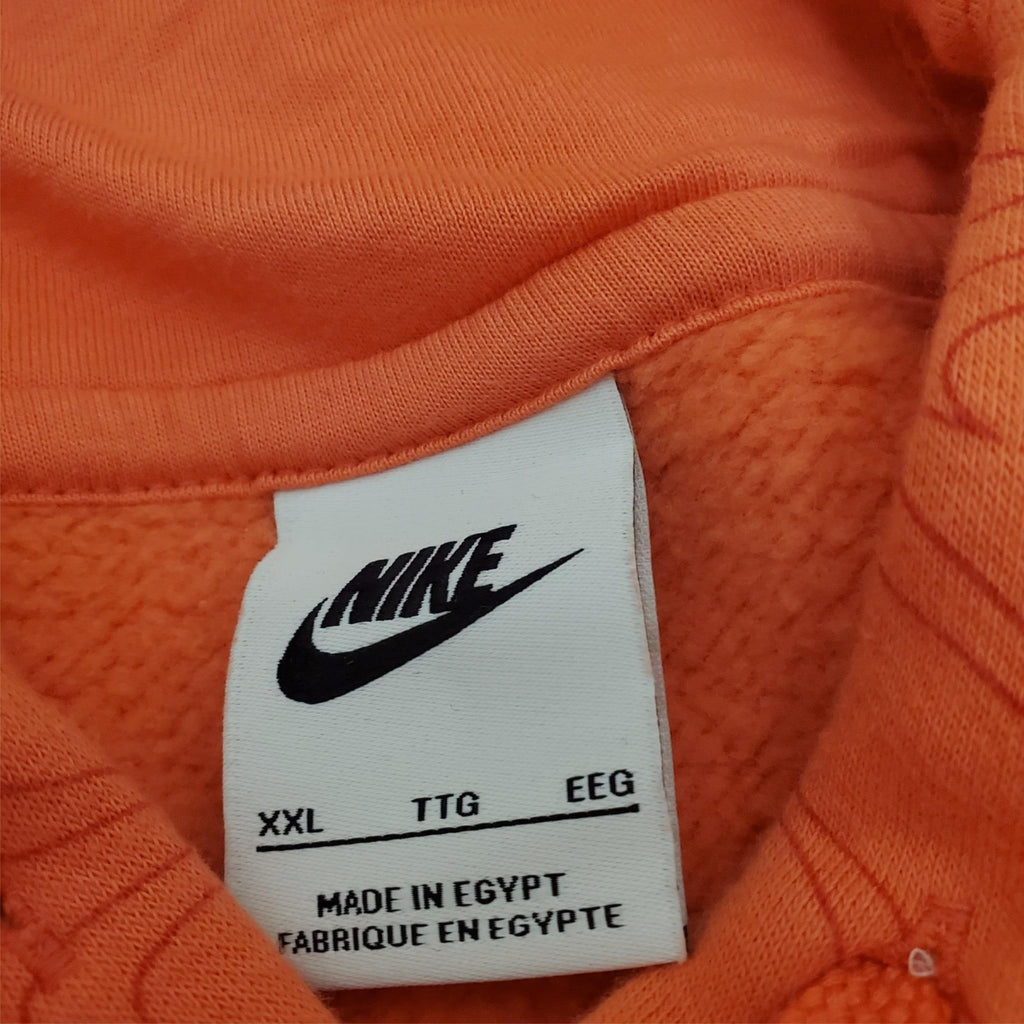 NIKE
XXL TTG EEG
MADE IN EGYPT
FABRIQUE EN EGYPTE